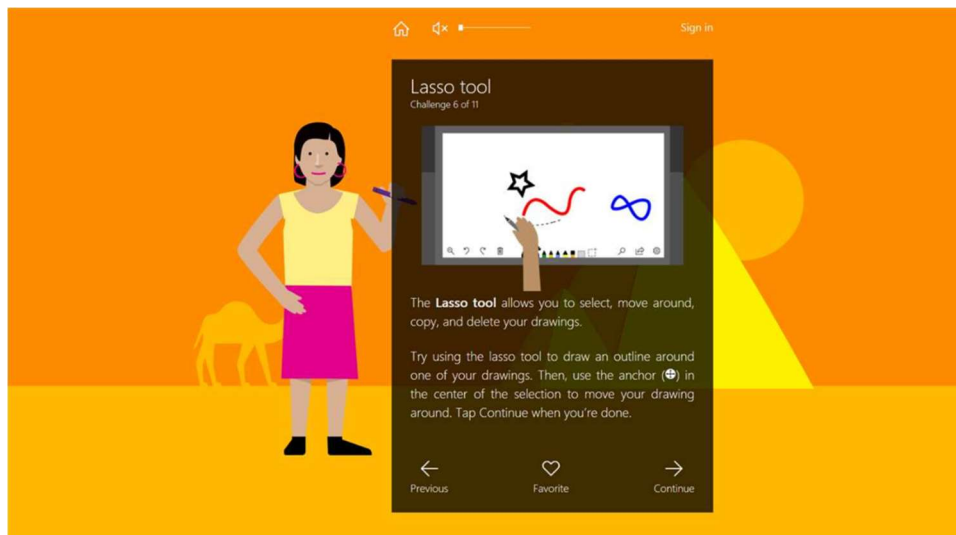 Sign in
Lasso tool
Challenge 6 of 11
The Lasso tool allows you to select, move around,
copy, and delete your drawings.
Try using the lasso tool to draw an outline around
one of your drawings. Then, use the anchor (⊕) in
the center of the selection to move your drawing
around. Tap Continue when you're done.
Previous
Favorite
Continue